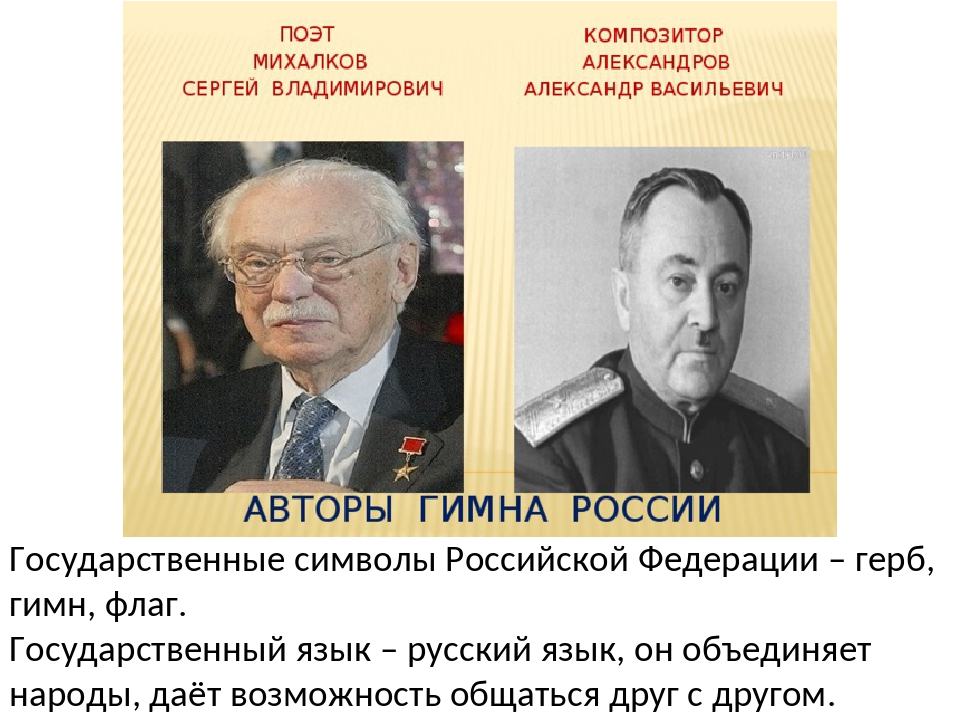 ПОЭТ
МИХАЛКОВ
СЕРГЕЙ ВЛАДИМИРОВИЧ
КОМПОЗИТОР
АЛЕКСАНДРОВ
АЛЕКСАНДР ВАСИЛЬЕВИЧ
АВТОРЫ ГИМНА РОССИИ
Государственные символы Российской Федерации – герб,
гимн, флаг.
Государственный язык – русский язык, он объединяет
народы, даёт возможность общаться друг с другом.